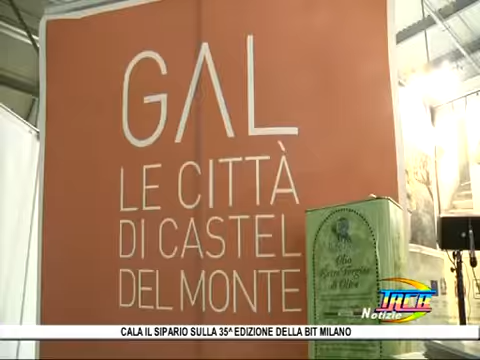 GAL
LE CITTÀ
DI CASTEL
DEL MONTE
Olio
Extra Vergine
di Oliva
Notizie
CALA IL SIPARIO SULLA 35ª EDIZIONE DELLA BIT MILANO